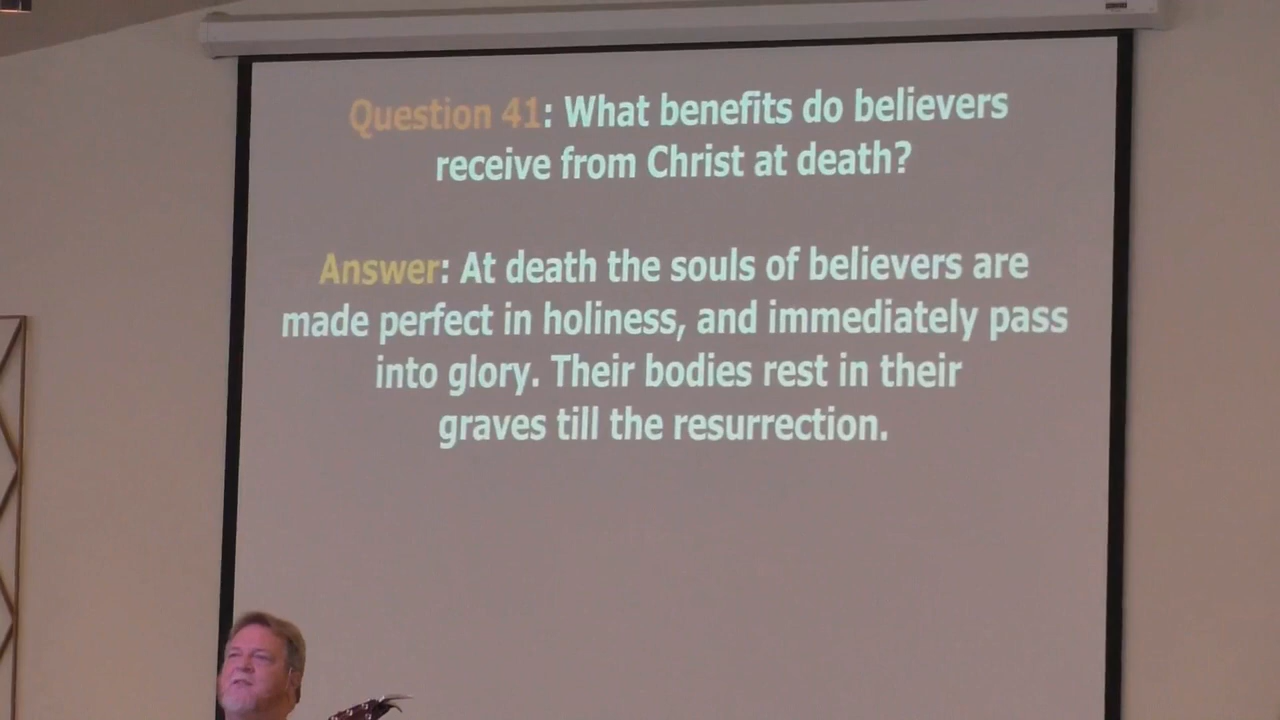 Question 41: What benefits do believers
receive from Christ at death?
Answer: At death the souls of believers are
made perfect in holiness, and immediately pass
into glory. Their bodies rest in their
graves till the resurrection.